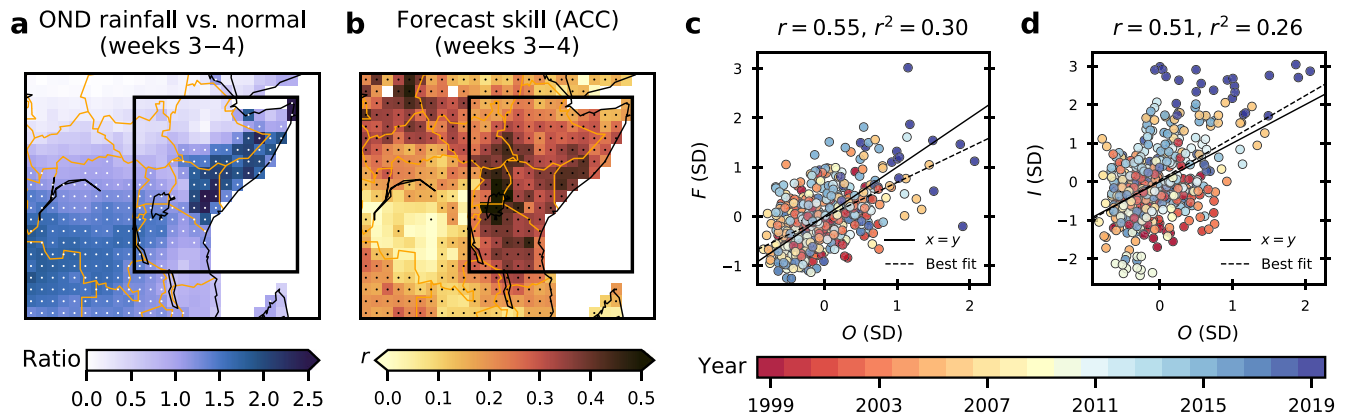 a OND rainfall vs. normal
(weeks 3−4)
Ratio
0.0 0.5 1.0 1.5 2.0 2.5
b Forecast skill (ACC)
(weeks 3−4)
r
0.0 0.1 0.2 0.3 0.4 0.5
c
r = 0.55, r² = 0.30
F (SD)
3
2
1
0
−1
x = y
Best fit
0 1 2
O (SD)
d
r = 0.51, r² = 0.26
I (SD)
3
2
1
0
−1
−2
x = y
Best fit
0 1 2
O (SD)
Year
1999 2003 2007 2011 2015 2019